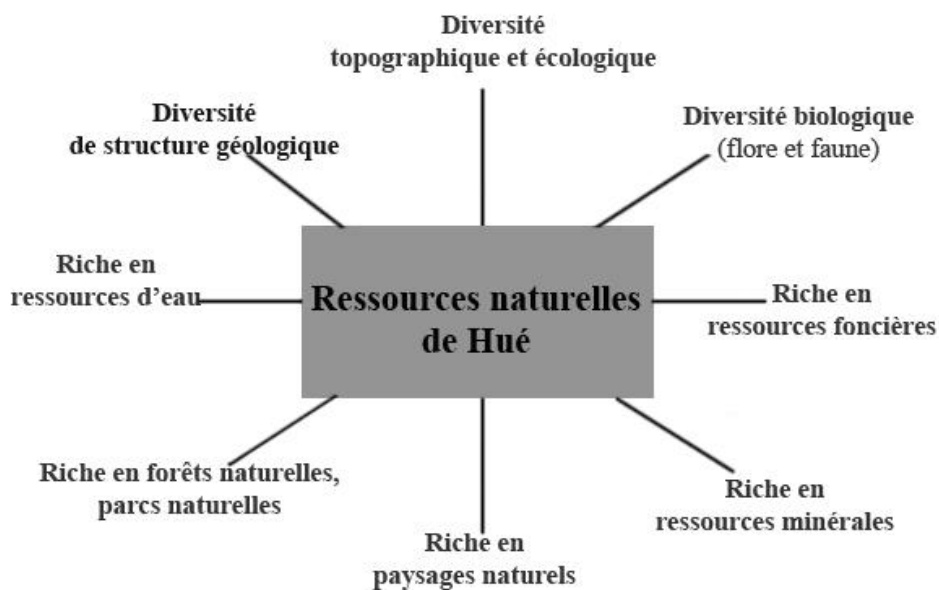 Diversité
topographique et écologique
Diversité
de structure géologique
Diversité biologique
(flore et faune)
Riche en
ressources d’eau
Ressources naturelles
de Hué
Riche en
ressources foncières
Riche en forêts naturelles,
parcs naturelles
Riche en
ressources minérales
Riche en
paysages naturels